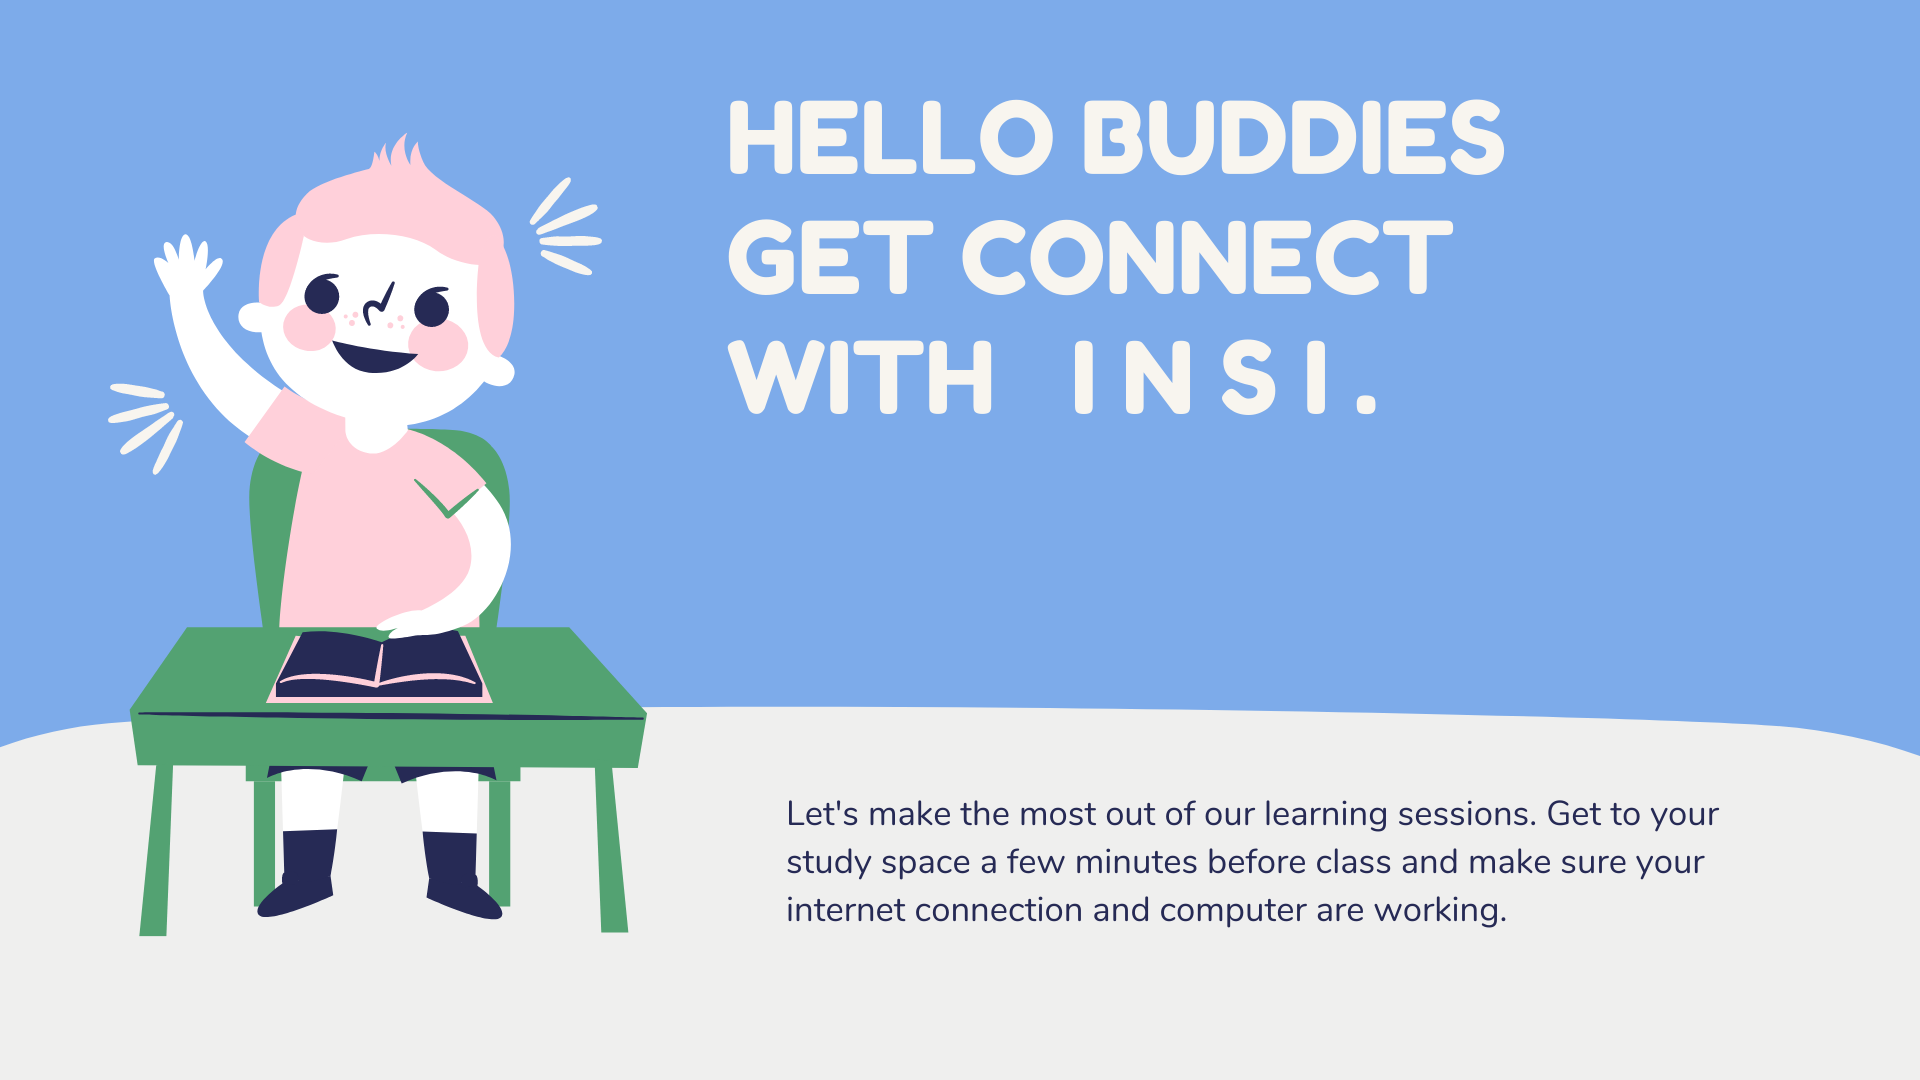 HELLO BUDDIES
GET CONNECT
WITH I N S I .
Let's make the most out of our learning sessions. Get to your
study space a few minutes before class and make sure your
internet connection and computer are working.